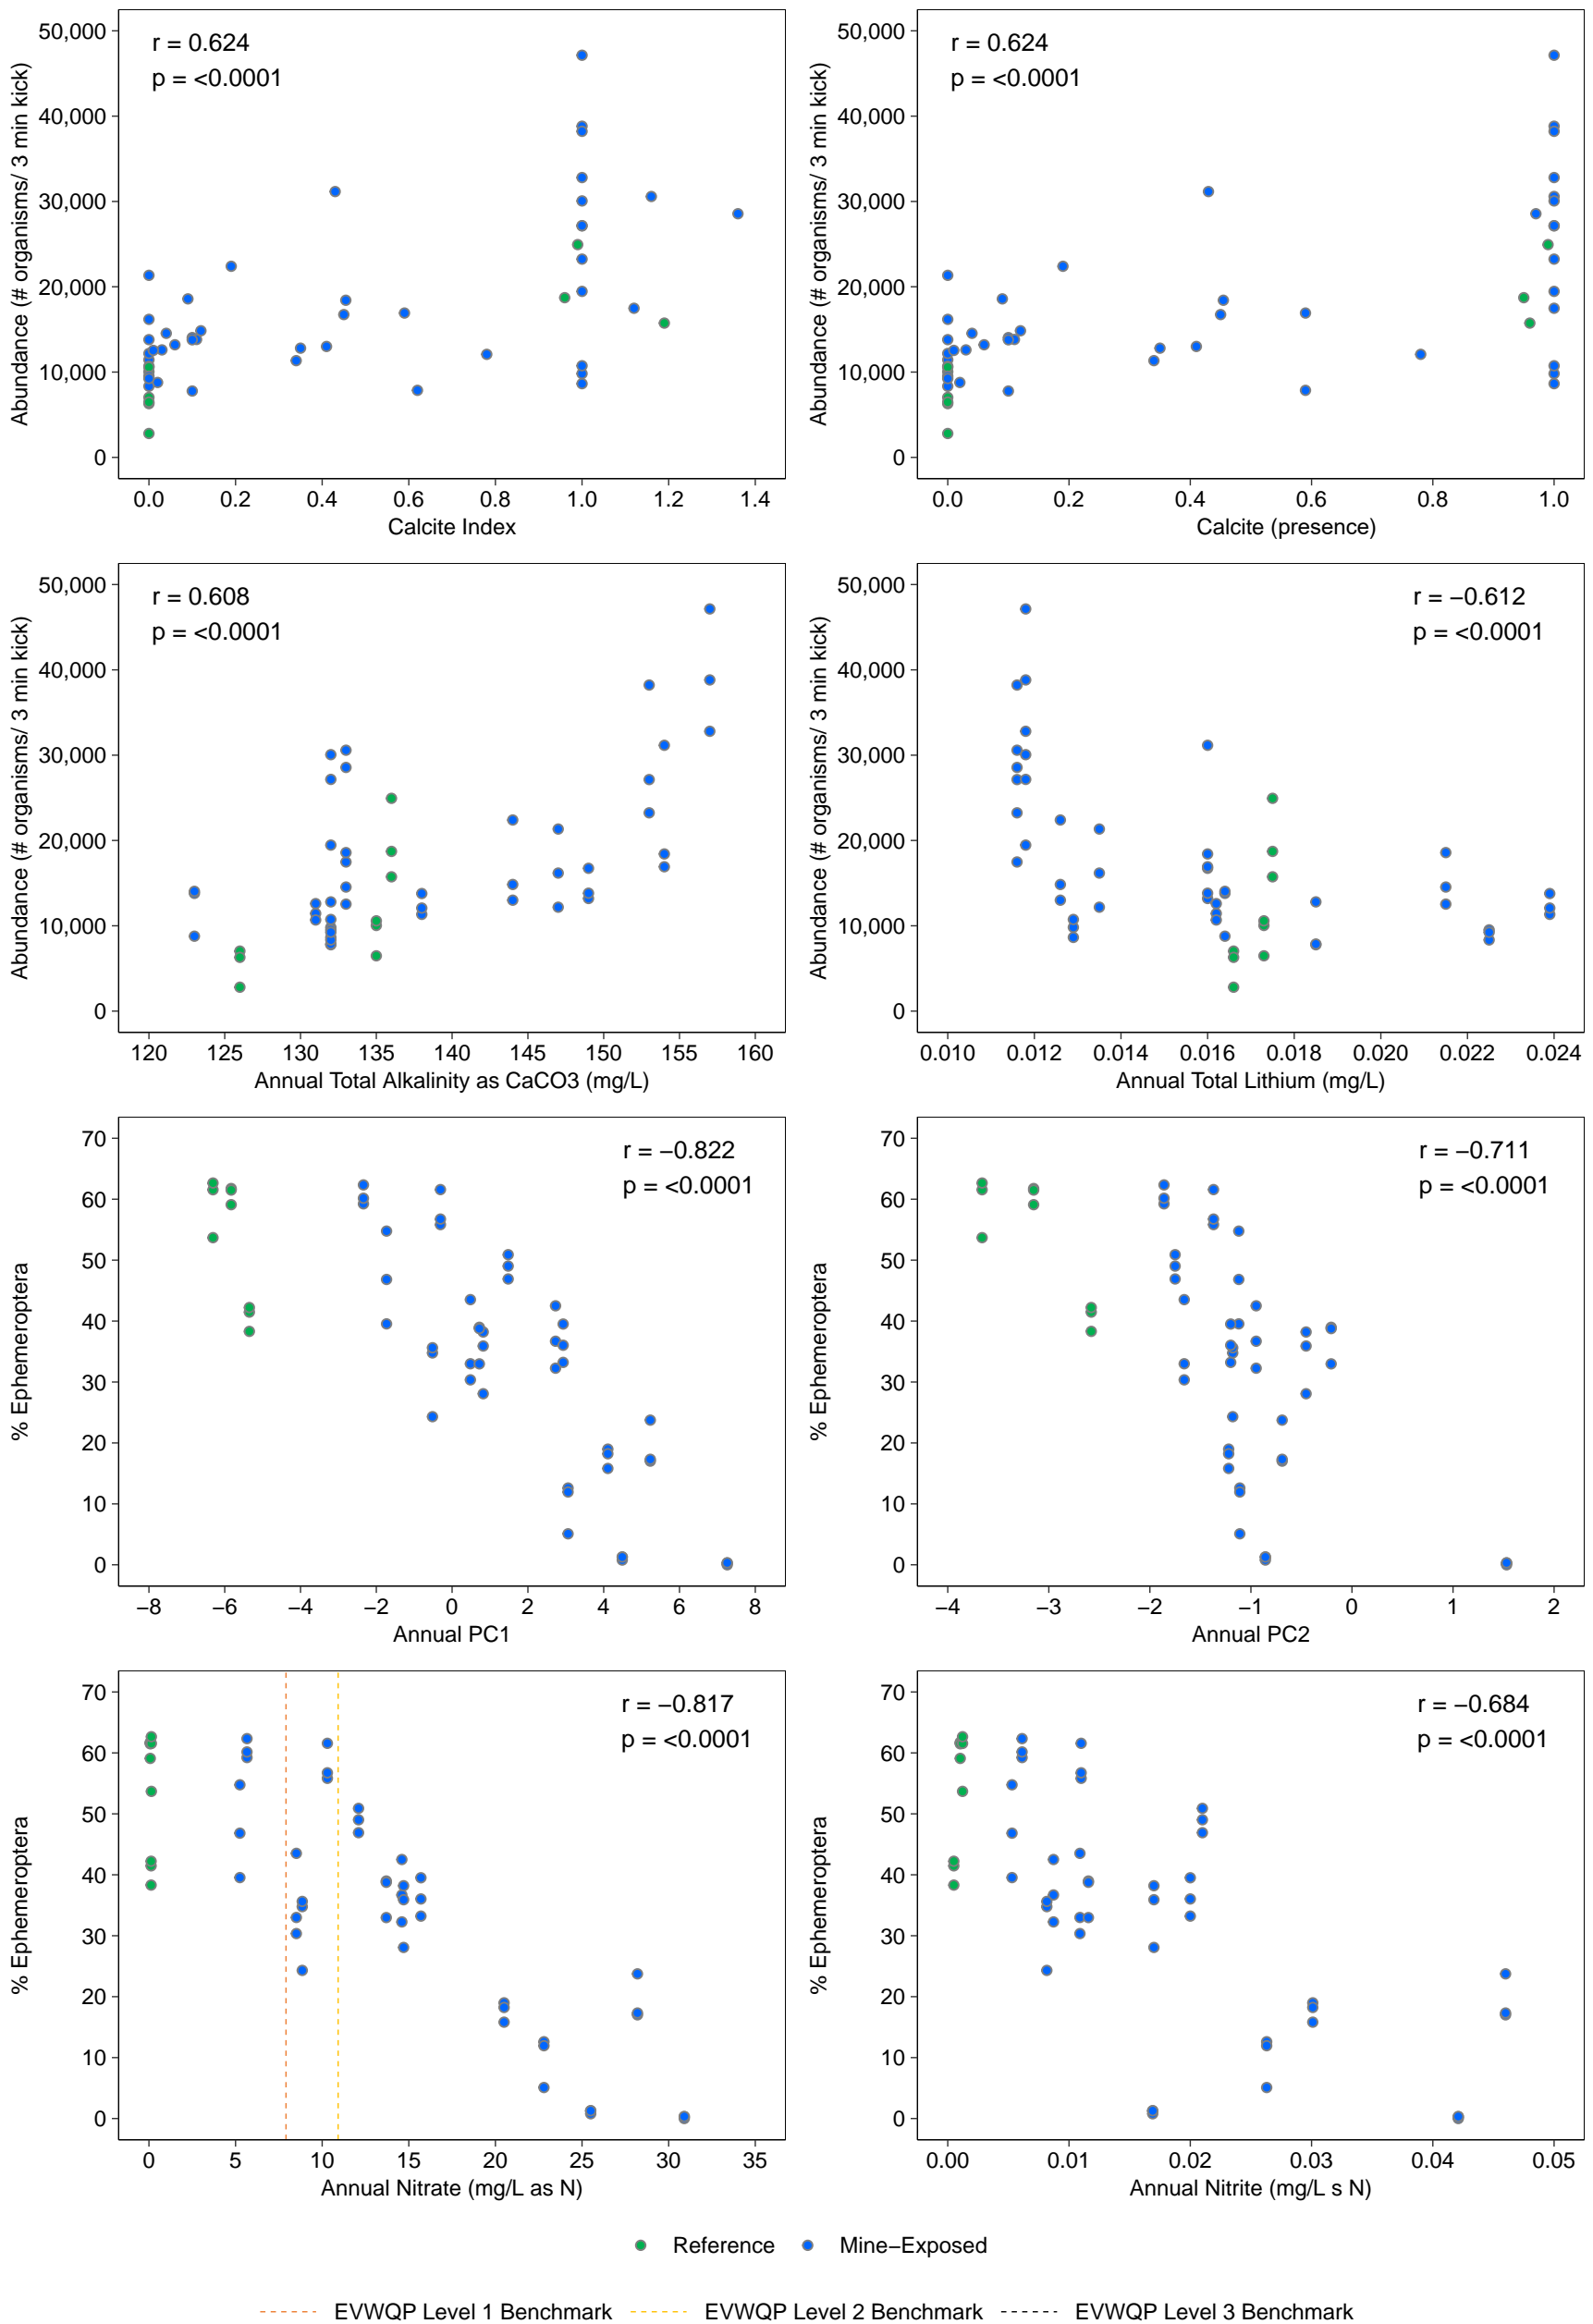 r = 0.624
p = <0.0001
Abundance (# organisms/ 3 min kick)
50,000
40,000
30,000
20,000
10,000
0
0.0 0.2 0.4 0.6 0.8 1.0 1.2 1.4
Calcite Index
r = 0.624
p = <0.0001
Abundance (# organisms/ 3 min kick)
50,000
40,000
30,000
20,000
10,000
0
0.0 0.2 0.4 0.6 0.8 1.0
Calcite (presence)
r = 0.608
p = <0.0001
Abundance (# organisms/ 3 min kick)
50,000
40,000
30,000
20,000
10,000
0
120 125 130 135 140 145 150 155 160
Annual Total Alkalinity as CaCO3 (mg/L)
r = −0.612
p = <0.0001
Abundance (# organisms/ 3 min kick)
50,000
40,000
30,000
20,000
10,000
0
0.010 0.012 0.014 0.016 0.018 0.020 0.022 0.024
Annual Total Lithium (mg/L)
r = −0.822
p = <0.0001
% Ephemeroptera
70
60
50
40
30
20
10
0
−8 −6 −4 −2 0 2 4 6 8
Annual PC1
r = −0.711
p = <0.0001
% Ephemeroptera
70
60
50
40
30
20
10
0
−4 −3 −2 −1 0 1 2
Annual PC2
r = −0.817
p = <0.0001
% Ephemeroptera
70
60
50
40
30
20
10
0
0 5 10 15 20 25 30 35
Annual Nitrate (mg/L as N)
r = −0.684
p = <0.0001
% Ephemeroptera
70
60
50
40
30
20
10
0
0.00 0.01 0.02 0.03 0.04 0.05
Annual Nitrite (mg/L s N)
Reference Mine−Exposed
EVWQP Level 1 Benchmark EVWQP Level 2 Benchmark EVWQP Level 3 Benchmark